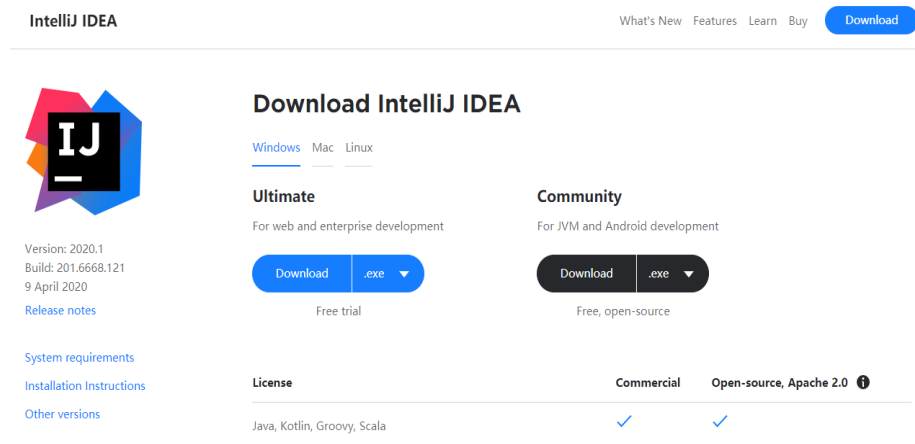 IntelliJ IDEA
What's New Features Learn Buy Download
IJ
Download IntelliJ IDEA
Windows Mac Linux
Ultimate
For web and enterprise development
Download .exe
Free trial
Community
For JVM and Android development
Download .exe
Free, open-source
Version: 2020.1
Build: 201.6668.121
9 April 2020
Release notes
System requirements
Installation Instructions
Other versions
License Commercial Open-source, Apache 2.0
Java, Kotlin, Groovy, Scala